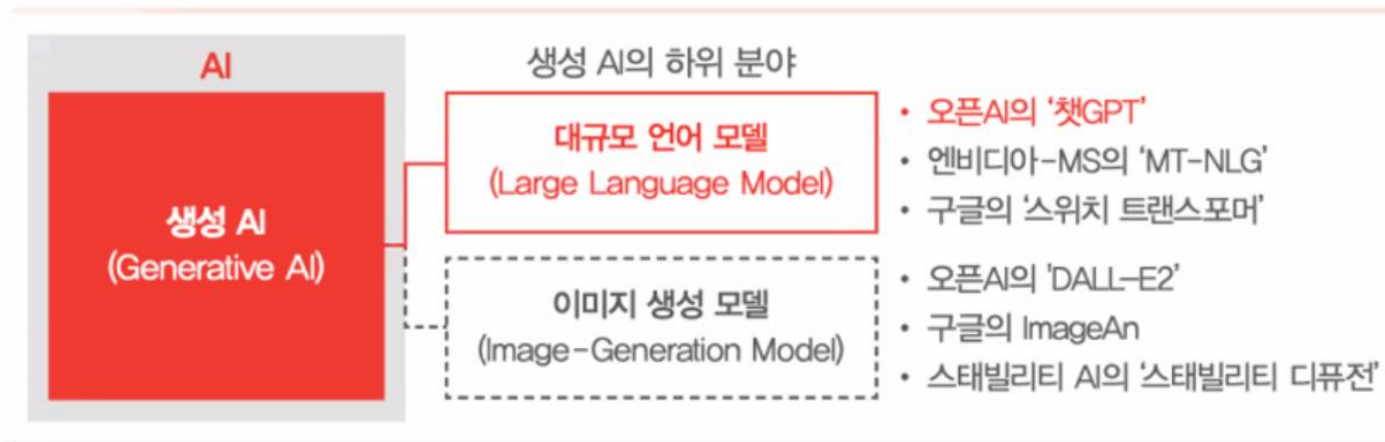 AI
생성 AI
(Generative AI)
생성 AI의 하위 분야
대규모 언어 모델
(Large Language Model)
• 오픈AI의 ‘챗GPT’
• 엔비디아-MS의 ‘MT-NLG’
• 구글의 ‘스위치 트랜스포머’
이미지 생성 모델
(Image-Generation Model)
• 오픈AI의 'DALL-E2’
• 구글의 ImageAn
• 스태빌리티 AI의 ‘스태빌리티 디퓨전’